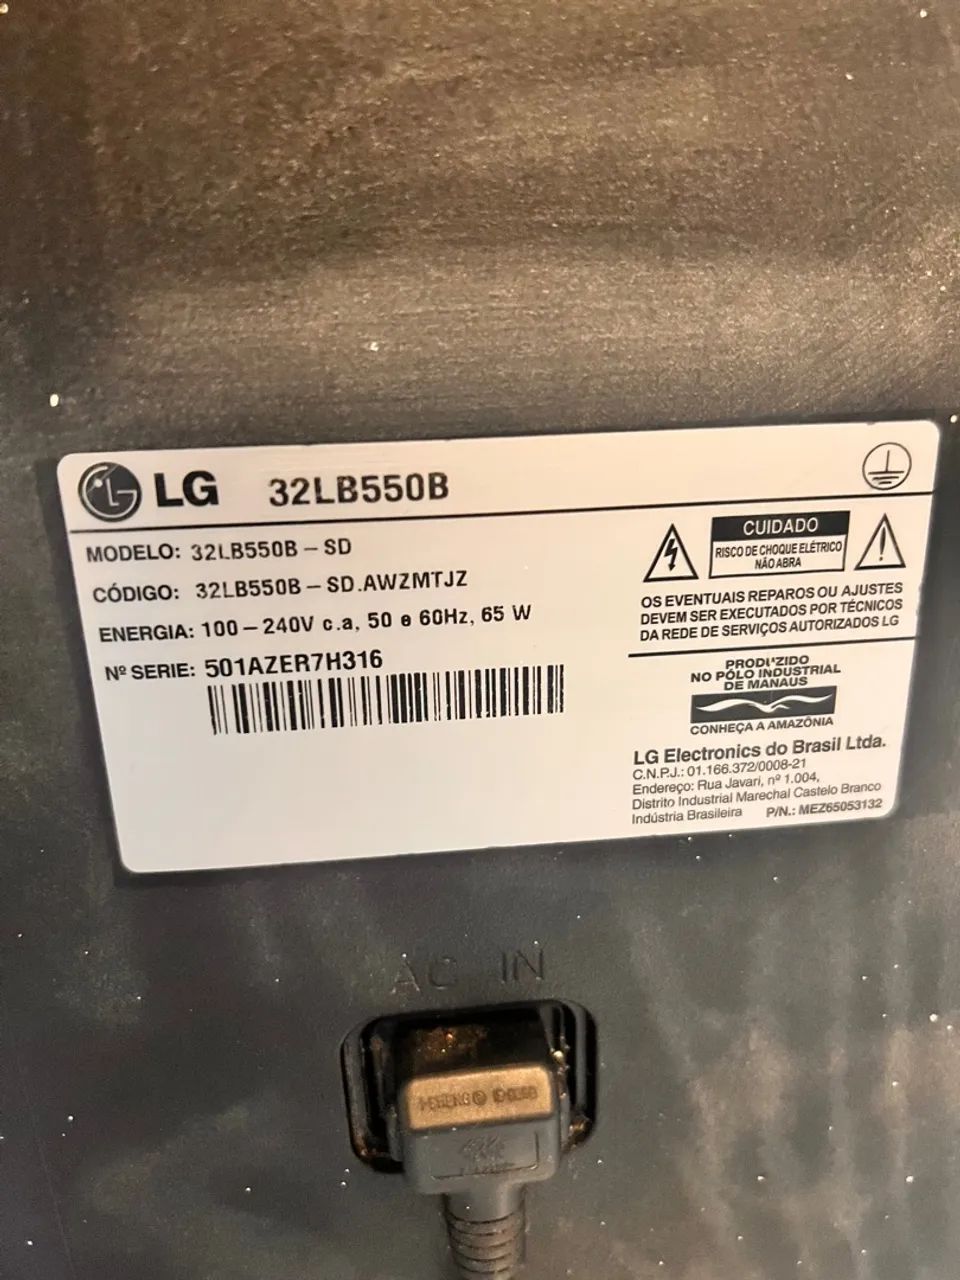 LG 32LB550B
MODELO: 32LB550B – SD
CÓDIGO: 32LB550B – SD.AWZMTJZ
ENERGIA: 100 – 240V c.a, 50 e 60Hz, 65 W
Nº SERIE: 501AZER7H316
CUIDADO
RISCO DE CHOQUE ELÉTRICO
NÃO ABRA
OS EVENTUAIS REPAROS OU AJUSTES
DEVEM SER EXECUTADOS POR TÉCNICOS
DA REDE DE SERVIÇOS AUTORIZADOS LG
PRODUZIDO
NO PÓLO INDUSTRIAL
DE MANAUS
CONHEÇA A AMAZÔNIA
LG Electronics do Brasil Ltda.
C.N.P.J.: 01.166.372/0008-21
Endereço: Rua Javari, nº 1.004,
Distrito Industrial Marechal Castelo Branco
Indústria Brasileira P/N.: MEZ65053132
AC IN